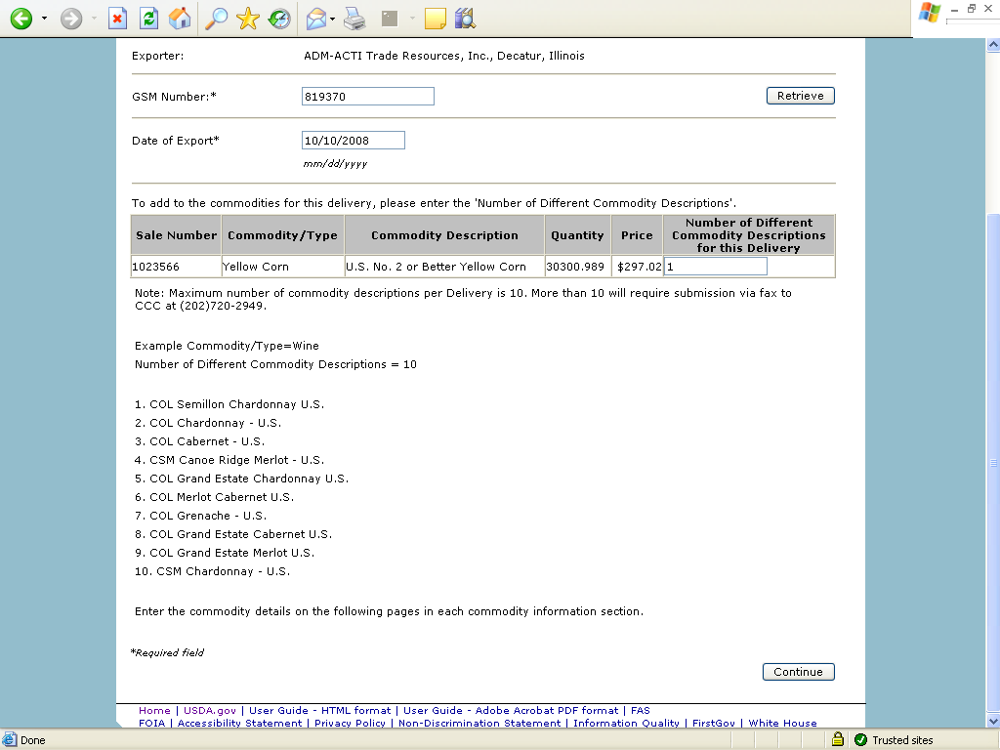 Exporter: ADM-ACTI Trade Resources, Inc., Decatur, Illinois
GSM Number:* 819370 Retrieve
Date of Export* 10/10/2008
mm/dd/yyyy
To add to the commodities for this delivery, please enter the 'Number of Different Commodity Descriptions'.
Sale Number Commodity/Type Commodity Description Quantity Price Number of Different Commodity Descriptions for this Delivery
1023566 Yellow Corn U.S. No. 2 or Better Yellow Corn 30300.989 $297.02 1
Note: Maximum number of commodity descriptions per Delivery is 10. More than 10 will require submission via fax to
CCC at (202)720-2949.
Example Commodity/Type=Wine
Number of Different Commodity Descriptions = 10
1. COL Semillon Chardonnay U.S.
2. COL Chardonnay - U.S.
3. COL Cabernet - U.S.
4. CSM Canoe Ridge Merlot - U.S.
5. COL Grand Estate Chardonnay U.S.
6. COL Merlot Cabernet U.S.
7. COL Grenache - U.S.
8. COL Grand Estate Cabernet U.S.
9. COL Grand Estate Merlot U.S.
10. CSM Chardonnay - U.S.
Enter the commodity details on the following pages in each commodity information section.
*Required field
Continue
Home | USDA.gov | User Guide - HTML format | User Guide - Adobe Acrobat PDF format | FAS
FOIA | Accessibility Statement | Privacy Policy | Non-Discrimination Statement | Information Quality | FirstGov | White House
Done Trusted sites